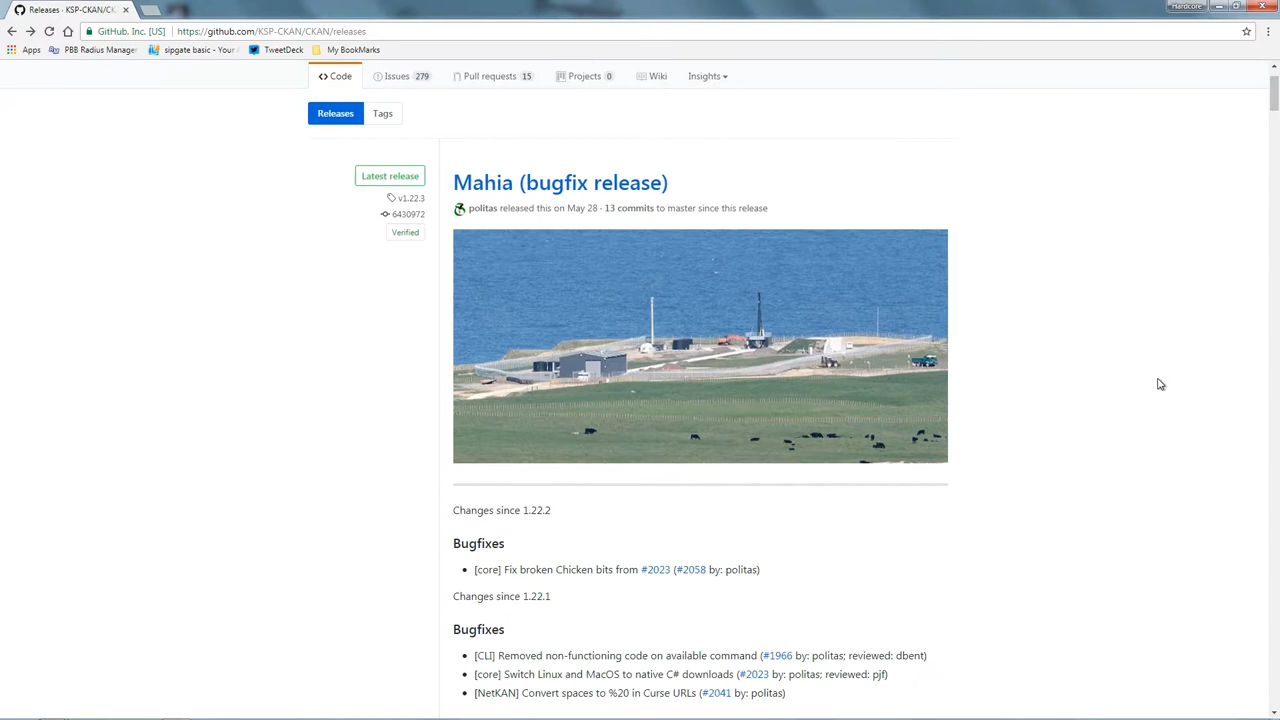 Releases · KSP-CKAN/CK
Hardcore
GitHub, Inc. [US]
https://github.com/KSP-CKAN/CKAN/releases
Apps
PBB Radius Manager
sipgate basic - Your A
TweetDeck
My BookMarks
Code
Issues 279
Pull requests 15
Projects 0
Wiki
Insights
Releases
Tags
Latest release
v1.22.3
6430972
Verified
Mahia (bugfix release)
politas released this on May 28 · 13 commits to master since this release
Changes since 1.22.2
Bugfixes
• [core] Fix broken Chicken bits from #2023 (#2058 by: politas)
Changes since 1.22.1
Bugfixes
• [CLI] Removed non-functioning code on available command (#1966 by: politas; reviewed: dbent)
• [core] Switch Linux and MacOS to native C# downloads (#2023 by: politas; reviewed: pjf)
• [NetKAN] Convert spaces to %20 in Curse URLs (#2041 by: politas)